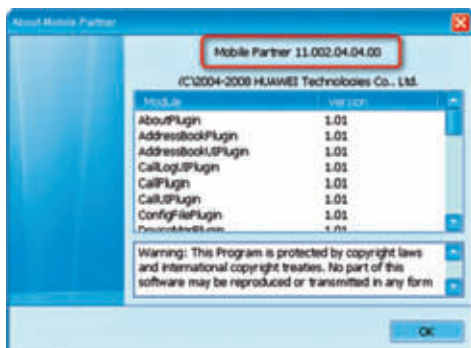 About Mobile Partner
Mobile Partner 11.002.04.04.00
(C)2004-2008 HUAWEI Technologies Co., Ltd.
Module Version
AboutPlugin 1.01
AddressBookPlugin 1.01
AddressBookUIPlugin 1.01
CallLogUIPlugin 1.01
CallPlugin 1.01
CallUIPlugin 1.01
ConfigFilePlugin 1.01
DeviceMgrPlugin 1.01
Warning: This Program is protected by copyright laws
and international copyright treaties. No part of this
software may be reproduced or transmitted in any form
OK